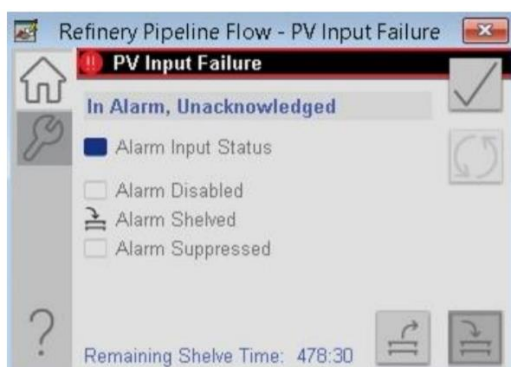 Refinery Pipeline Flow - PV Input Failure
!! PV Input Failure
In Alarm, Unacknowledged
Alarm Input Status
Alarm Disabled
Alarm Shelved
Alarm Suppressed
?
Remaining Shelve Time: 478:30